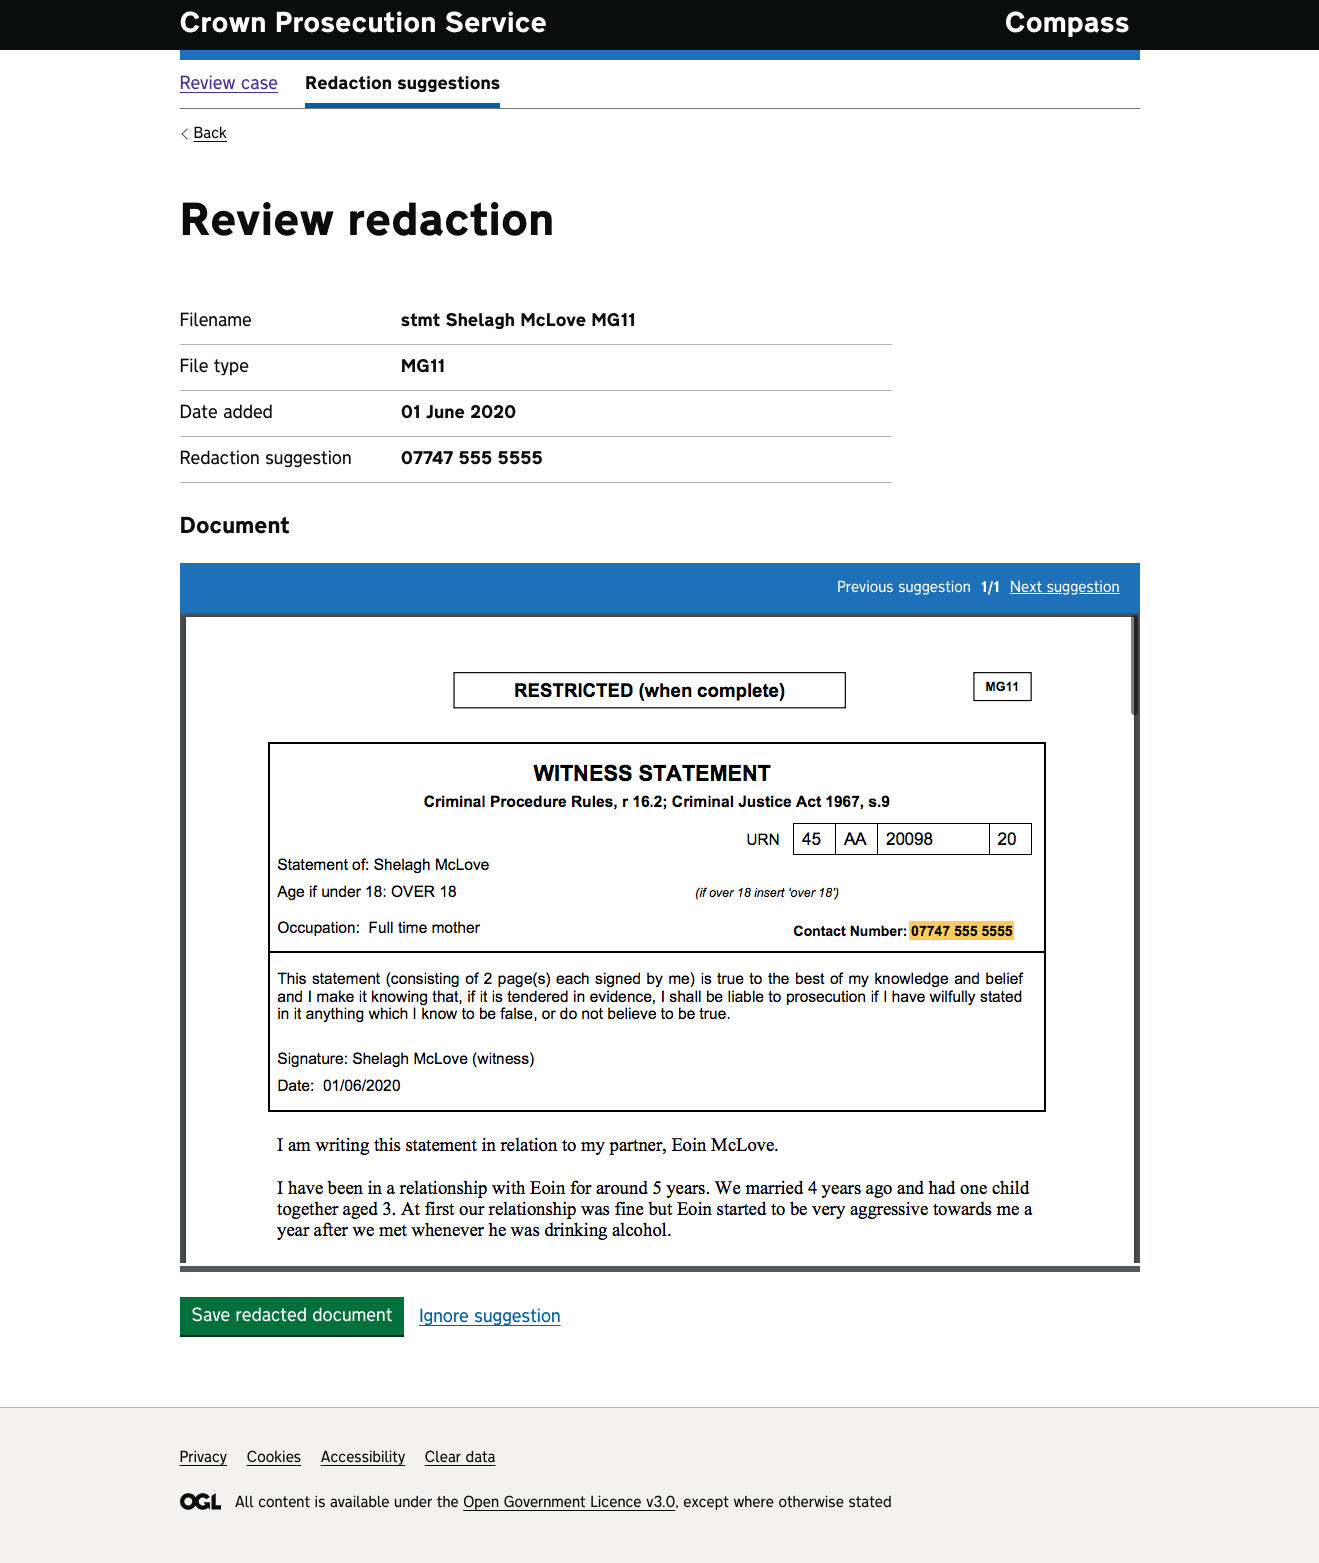 Crown Prosecution Service Compass
Review case Redaction suggestions
Back
Review redaction
Filename stmt Shelagh McLove MG11
File type MG11
Date added 01 June 2020
Redaction suggestion 07747 555 5555
Document
Previous suggestion 1/1 Next suggestion
RESTRICTED (when complete) MG11
WITNESS STATEMENT
Criminal Procedure Rules, r 16.2; Criminal Justice Act 1967, s.9
URN 45 AA 20098 20
Statement of: Shelagh McLove
Age if under 18: OVER 18 (if over 18 insert 'over 18')
Occupation: Full time mother Contact Number: 07747 555 5555
This statement (consisting of 2 page(s) each signed by me) is true to the best of my knowledge and belief
and I make it knowing that, if it is tendered in evidence, I shall be liable to prosecution if I have wilfully stated
in it anything which I know to be false, or do not believe to be true.
Signature: Shelagh McLove (witness)
Date: 01/06/2020
I am writing this statement in relation to my partner, Eoin McLove.
I have been in a relationship with Eoin for around 5 years. We married 4 years ago and had one child
together aged 3. At first our relationship was fine but Eoin started to be very aggressive towards me a
year after we met whenever he was drinking alcohol.
Save redacted document Ignore suggestion
Privacy Cookies Accessibility Clear data
OGL All content is available under the Open Government Licence v3.0, except where otherwise stated